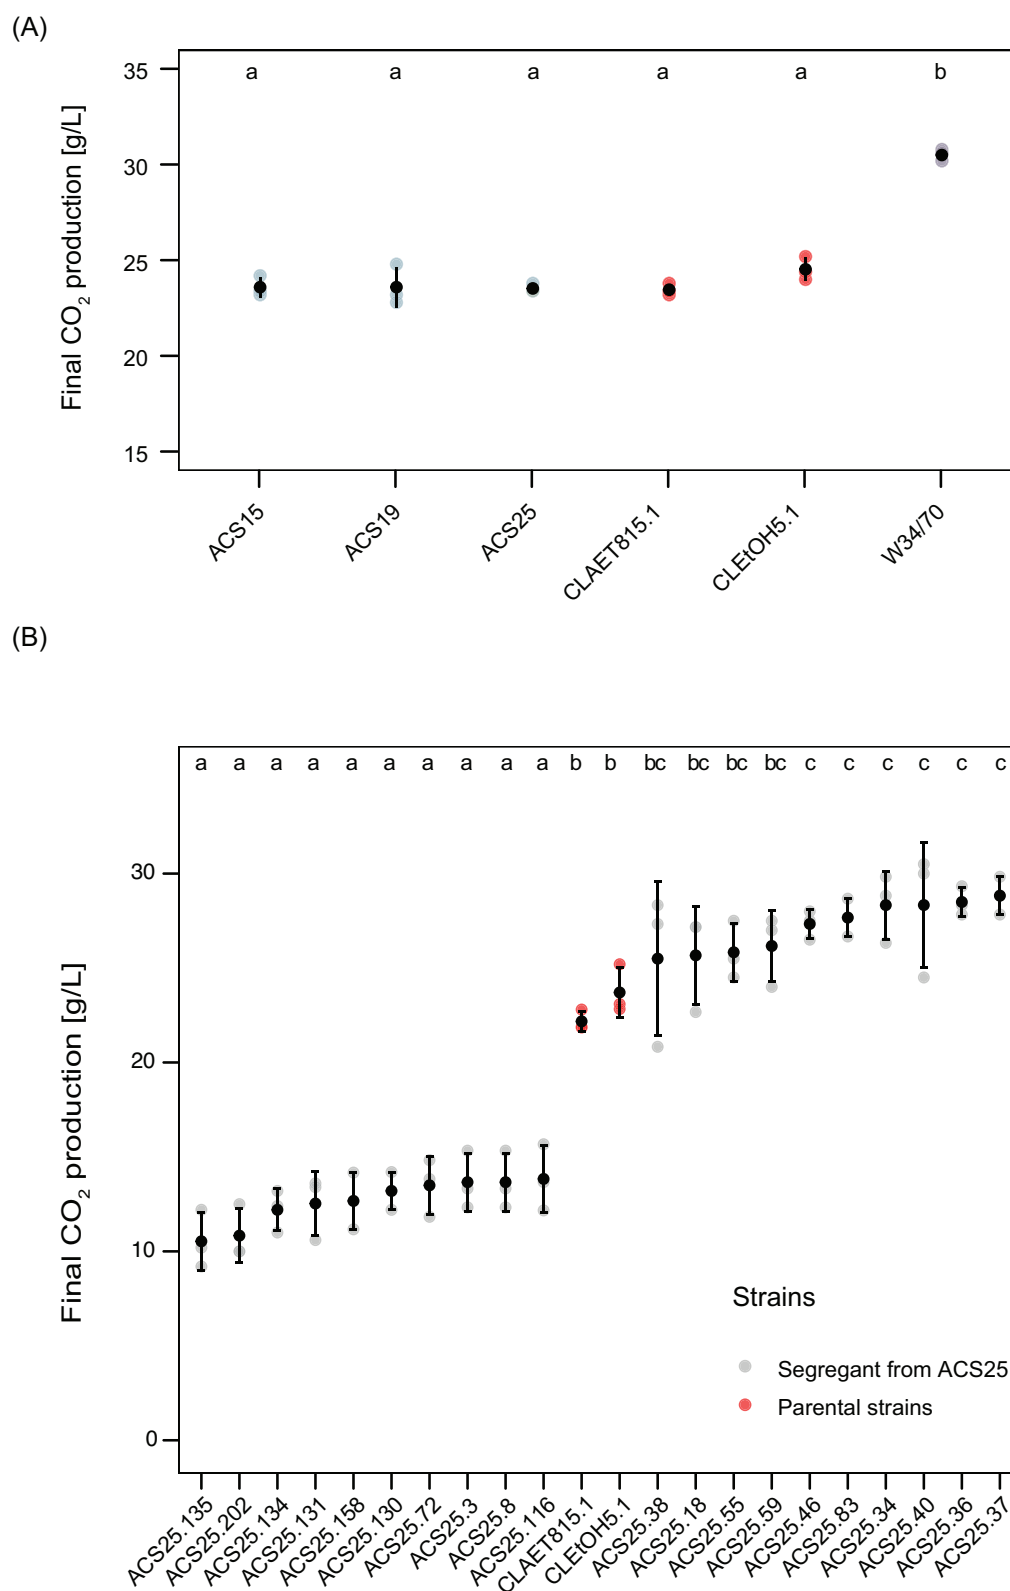 (A)
Final CO₂ production [g/L]
35
30
25
20
15
a a a a a b
ACS15 ACS19 ACS25 CLAET815.1 CLEtOH5.1 W34/70
(B)
Final CO₂ production [g/L]
30
20
10
0
a a a a a a a a a a b b bc bc bc bc c c c c c c
Strains
Segregant from ACS25
Parental strains
ACS25.135 ACS25.202 ACS25.134 ACS25.131 ACS25.158 ACS25.130 ACS25.72 ACS25.3 ACS25.8 ACS25.116 CLAET815.1 CLEtOH5.1 ACS25.38 ACS25.18 ACS25.55 ACS25.59 ACS25.46 ACS25.83 ACS25.34 ACS25.40 ACS25.36 ACS25.37